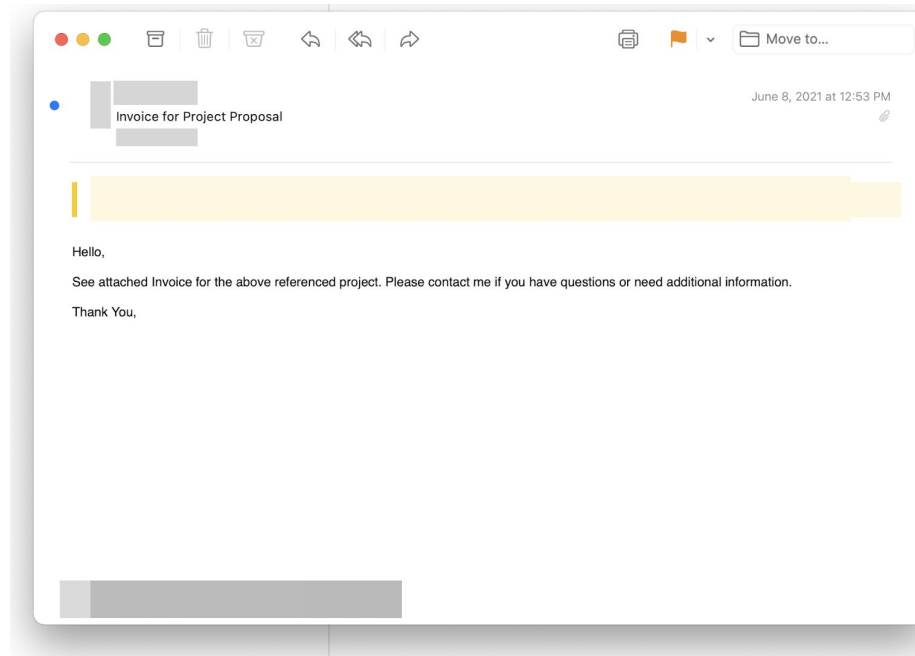 Move to...
June 8, 2021 at 12:53 PM
Invoice for Project Proposal
Hello,
See attached Invoice for the above referenced project. Please contact me if you have questions or need additional information.
Thank You,